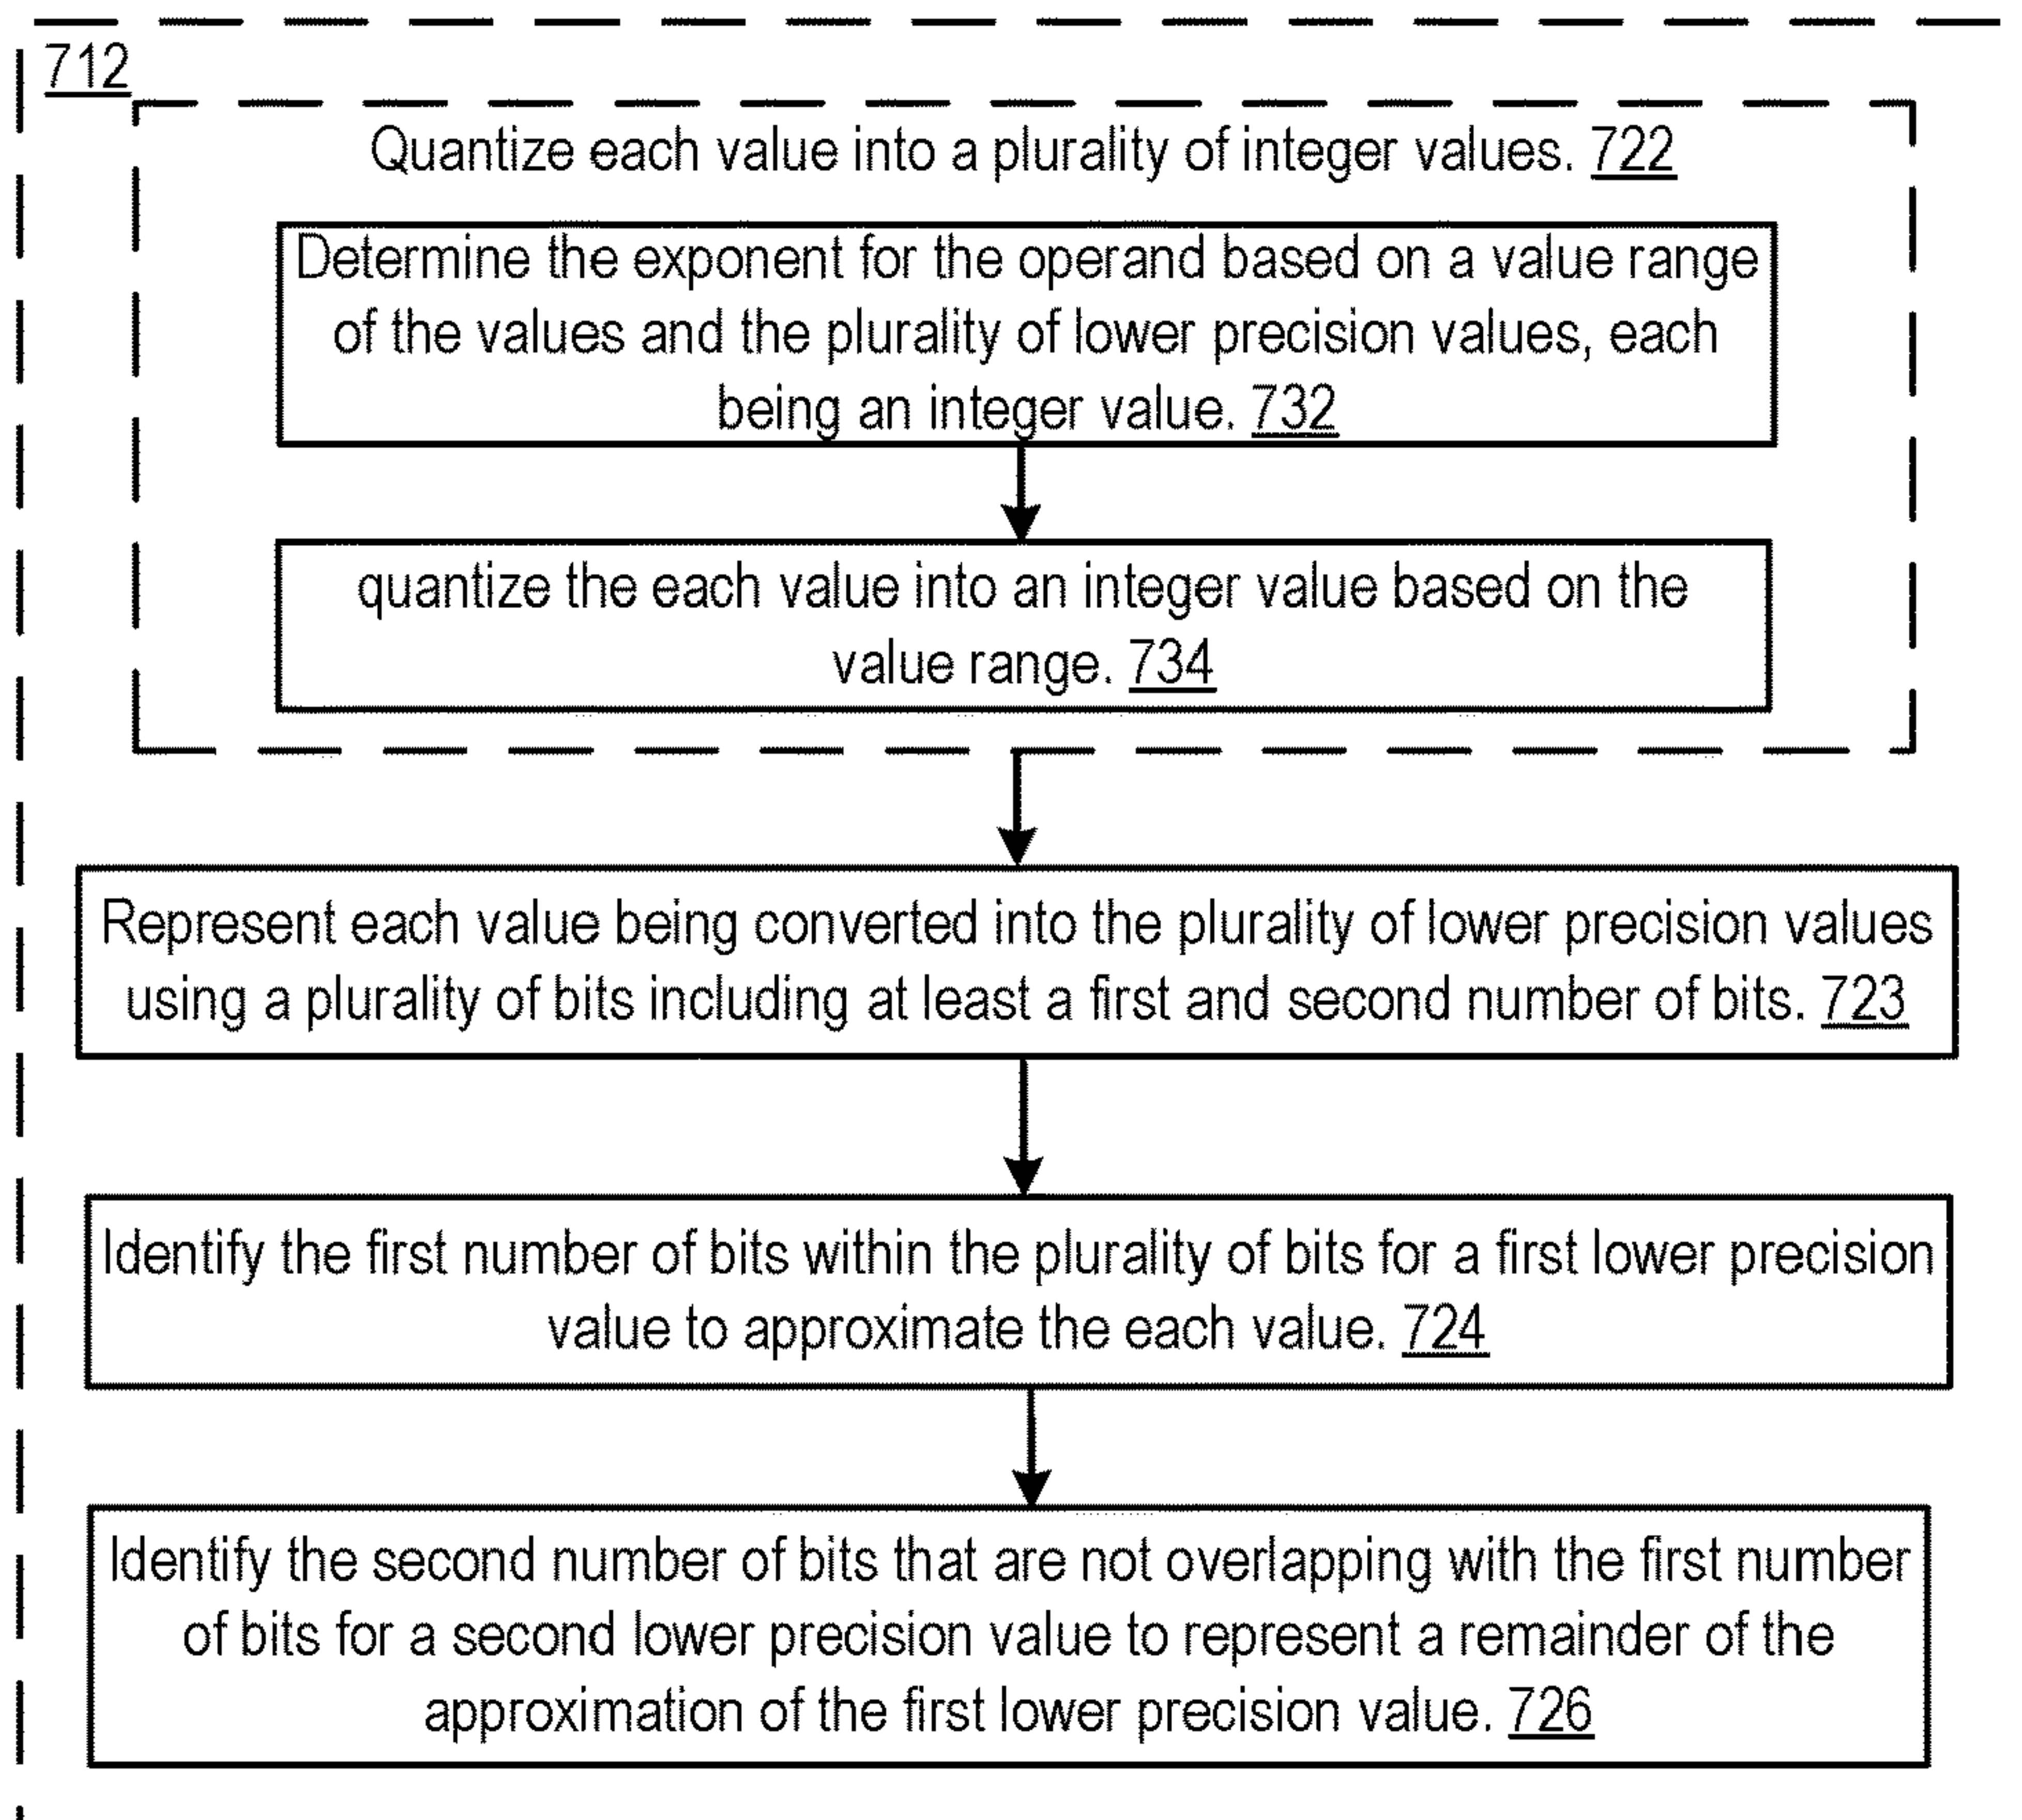 712
Quantize each value into a plurality of integer values. 722
Determine the exponent for the operand based on a value range
of the values and the plurality of lower precision values, each
being an integer value. 732
quantize the each value into an integer value based on the
value range. 734
Represent each value being converted into the plurality of lower precision values
using a plurality of bits including at least a first and second number of bits. 723
Identify the first number of bits within the plurality of bits for a first lower precision
value to approximate the each value. 724
Identify the second number of bits that are not overlapping with the first number
of bits for a second lower precision value to represent a remainder of the
approximation of the first lower precision value. 726